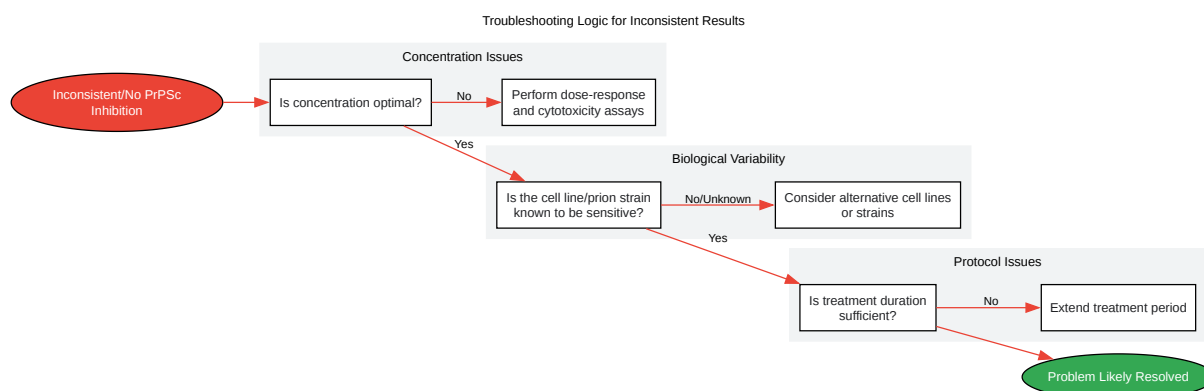 Troubleshooting Logic for Inconsistent Results
Concentration Issues
Inconsistent/No PrPSc
Inhibition
Is concentration optimal?
No
Perform dose-response
and cytotoxicity assays
Yes
Biological Variability
Is the cell line/prion strain
known to be sensitive?
No/Unknown
Consider alternative cell lines
or strains
Yes
Protocol Issues
Is treatment duration
sufficient?
No
Extend treatment period
Problem Likely Resolved